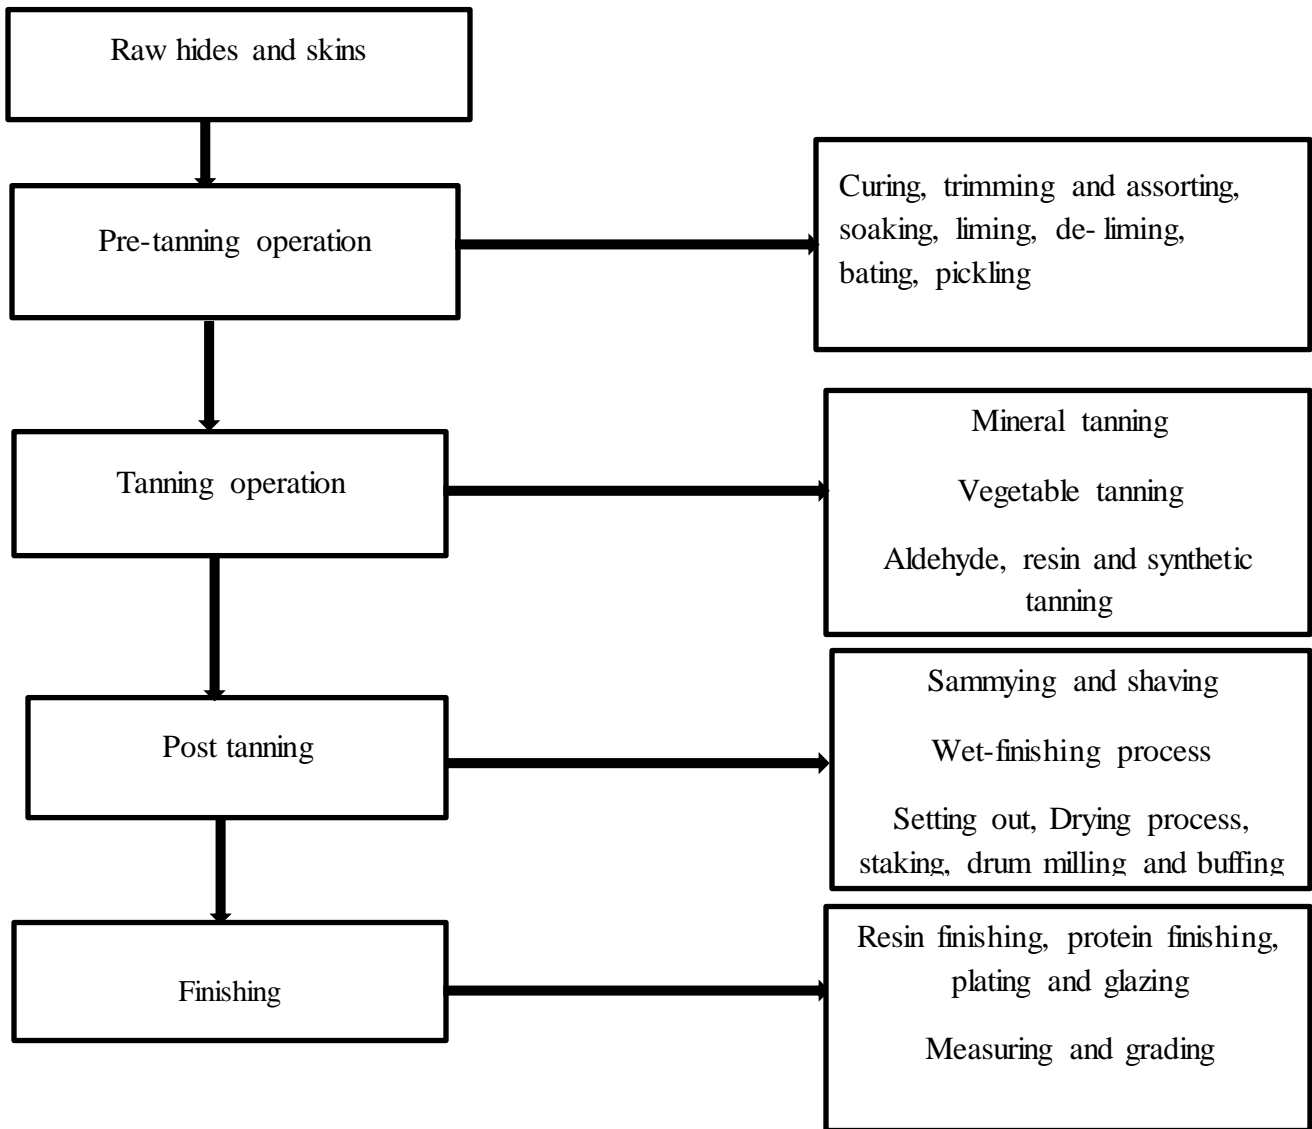 Raw hides and skins
Pre-tanning operation
Curing, trimming and assorting,
soaking, liming, de- liming,
bating, pickling
Tanning operation
Mineral tanning
Vegetable tanning
Aldehyde, resin and synthetic
tanning
Post tanning
Sammying and shaving
Wet-finishing process
Setting out, Drying process,
staking, drum milling and buffing
Finishing
Resin finishing, protein finishing,
plating and glazing
Measuring and grading